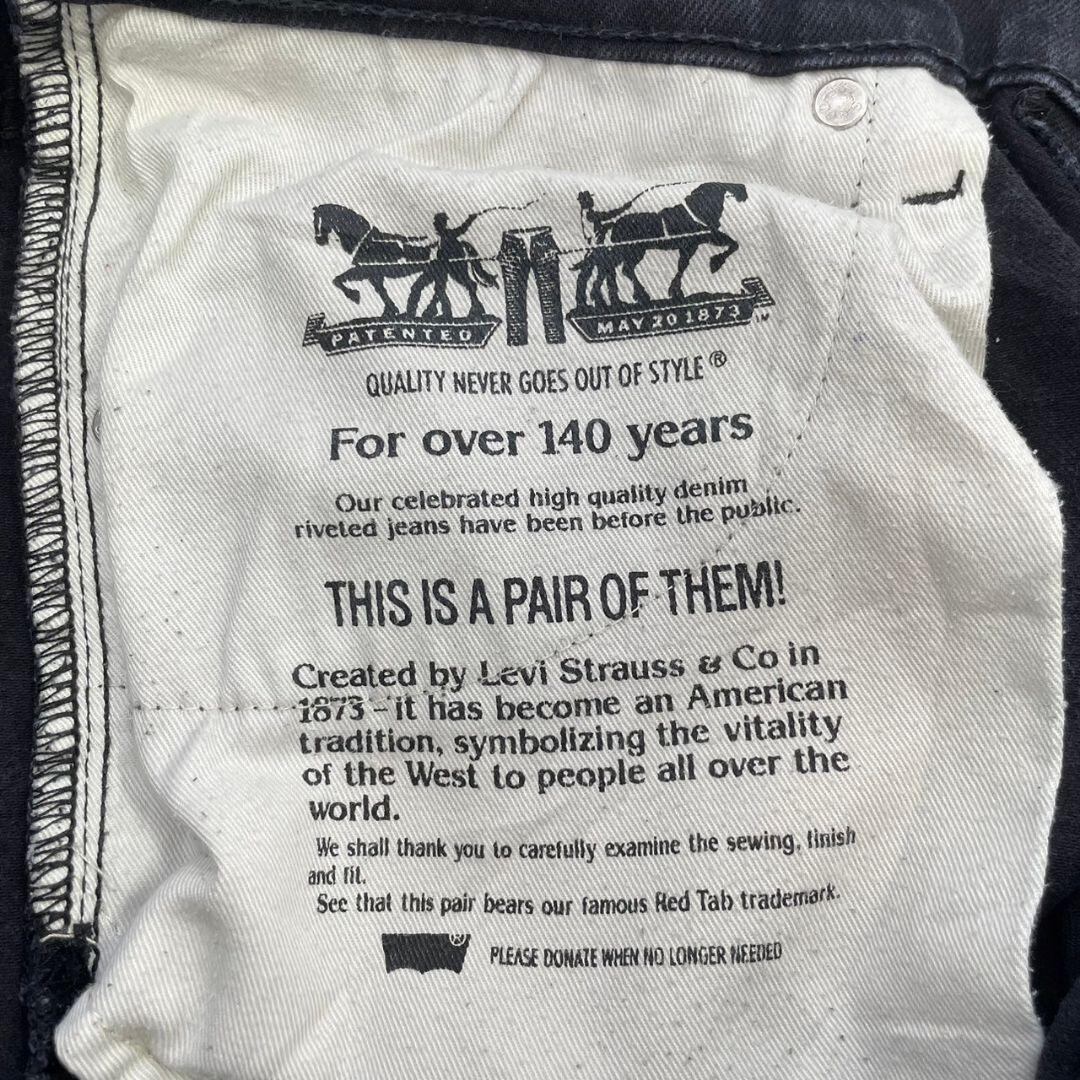 PATENTED
MAY 20 1873 ™
QUALITY NEVER GOES OUT OF STYLE®
For over 140 years
Our celebrated high quality denim
riveted jeans have been before the public.
THIS IS A PAIR OF THEM!
Created by Levi Strauss & Co in
1873 - it has become an American
tradition, symbolizing the vitality
of the West to people all over the
world.
We shall thank you to carefully examine the sewing, finish
and fit.
See that this pair bears our famous Red Tab trademark.
®
PLEASE DONATE WHEN NO LONGER NEEDED